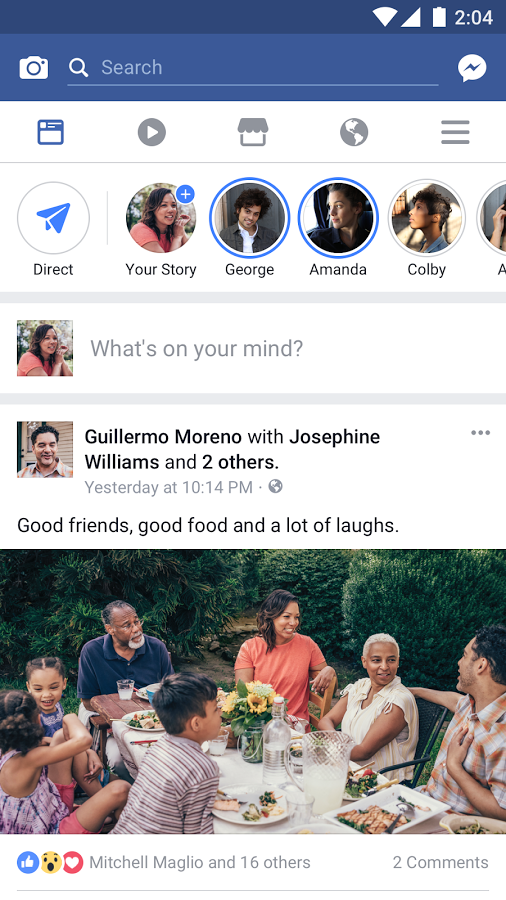 2:04
Search
Direct
Your Story
George
Amanda
Colby
A
What's on your mind?
Guillermo Moreno with Josephine
Williams and 2 others.
Yesterday at 10:14 PM ·
Good friends, good food and a lot of laughs.
Mitchell Maglio and 16 others
2 Comments